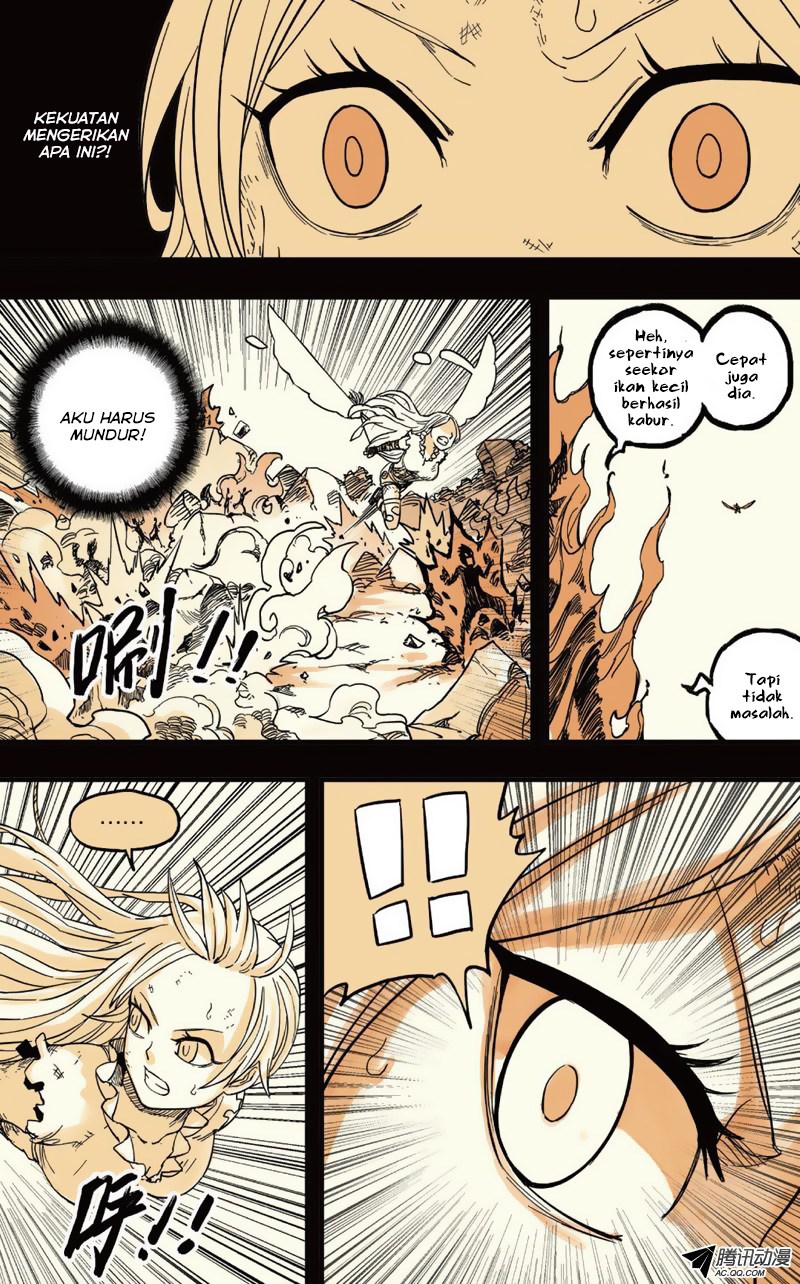 KEKUATAN
MENGERIKAN
APA INI?!
AKU HARUS
MUNDUR!
唰!!
Heh,
sepertinya
seekor
ikan kecil
berhasil
kabur.
Cepat
juga
dia.
Tapi
tidak
masalah.
......
!!
呼!!
腾讯动漫
AC.QQ.COM